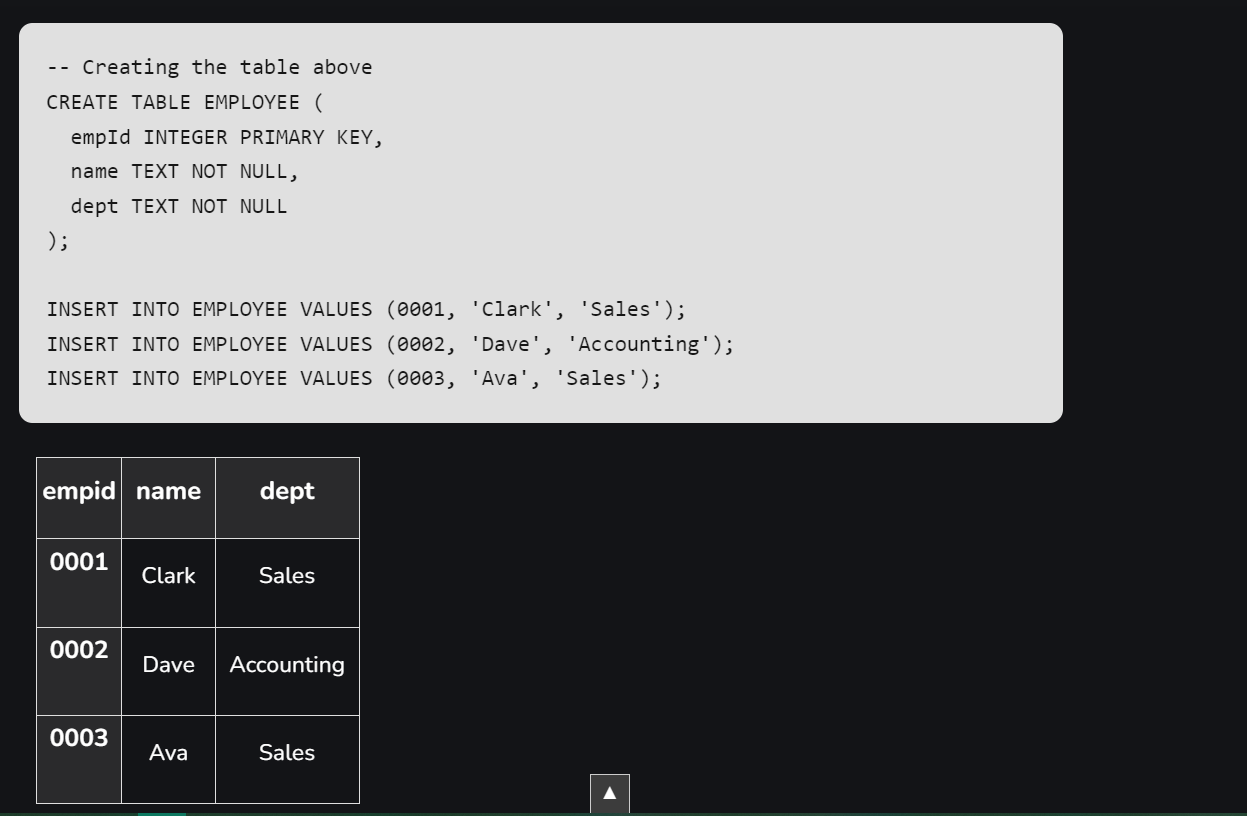 -- Creating the table above
CREATE TABLE EMPLOYEE (
  empId INTEGER PRIMARY KEY,
  name TEXT NOT NULL,
  dept TEXT NOT NULL
);
INSERT INTO EMPLOYEE VALUES (0001, 'Clark', 'Sales');
INSERT INTO EMPLOYEE VALUES (0002, 'Dave', 'Accounting');
INSERT INTO EMPLOYEE VALUES (0003, 'Ava', 'Sales');
empid name dept
0001 Clark Sales
0002 Dave Accounting
0003 Ava Sales